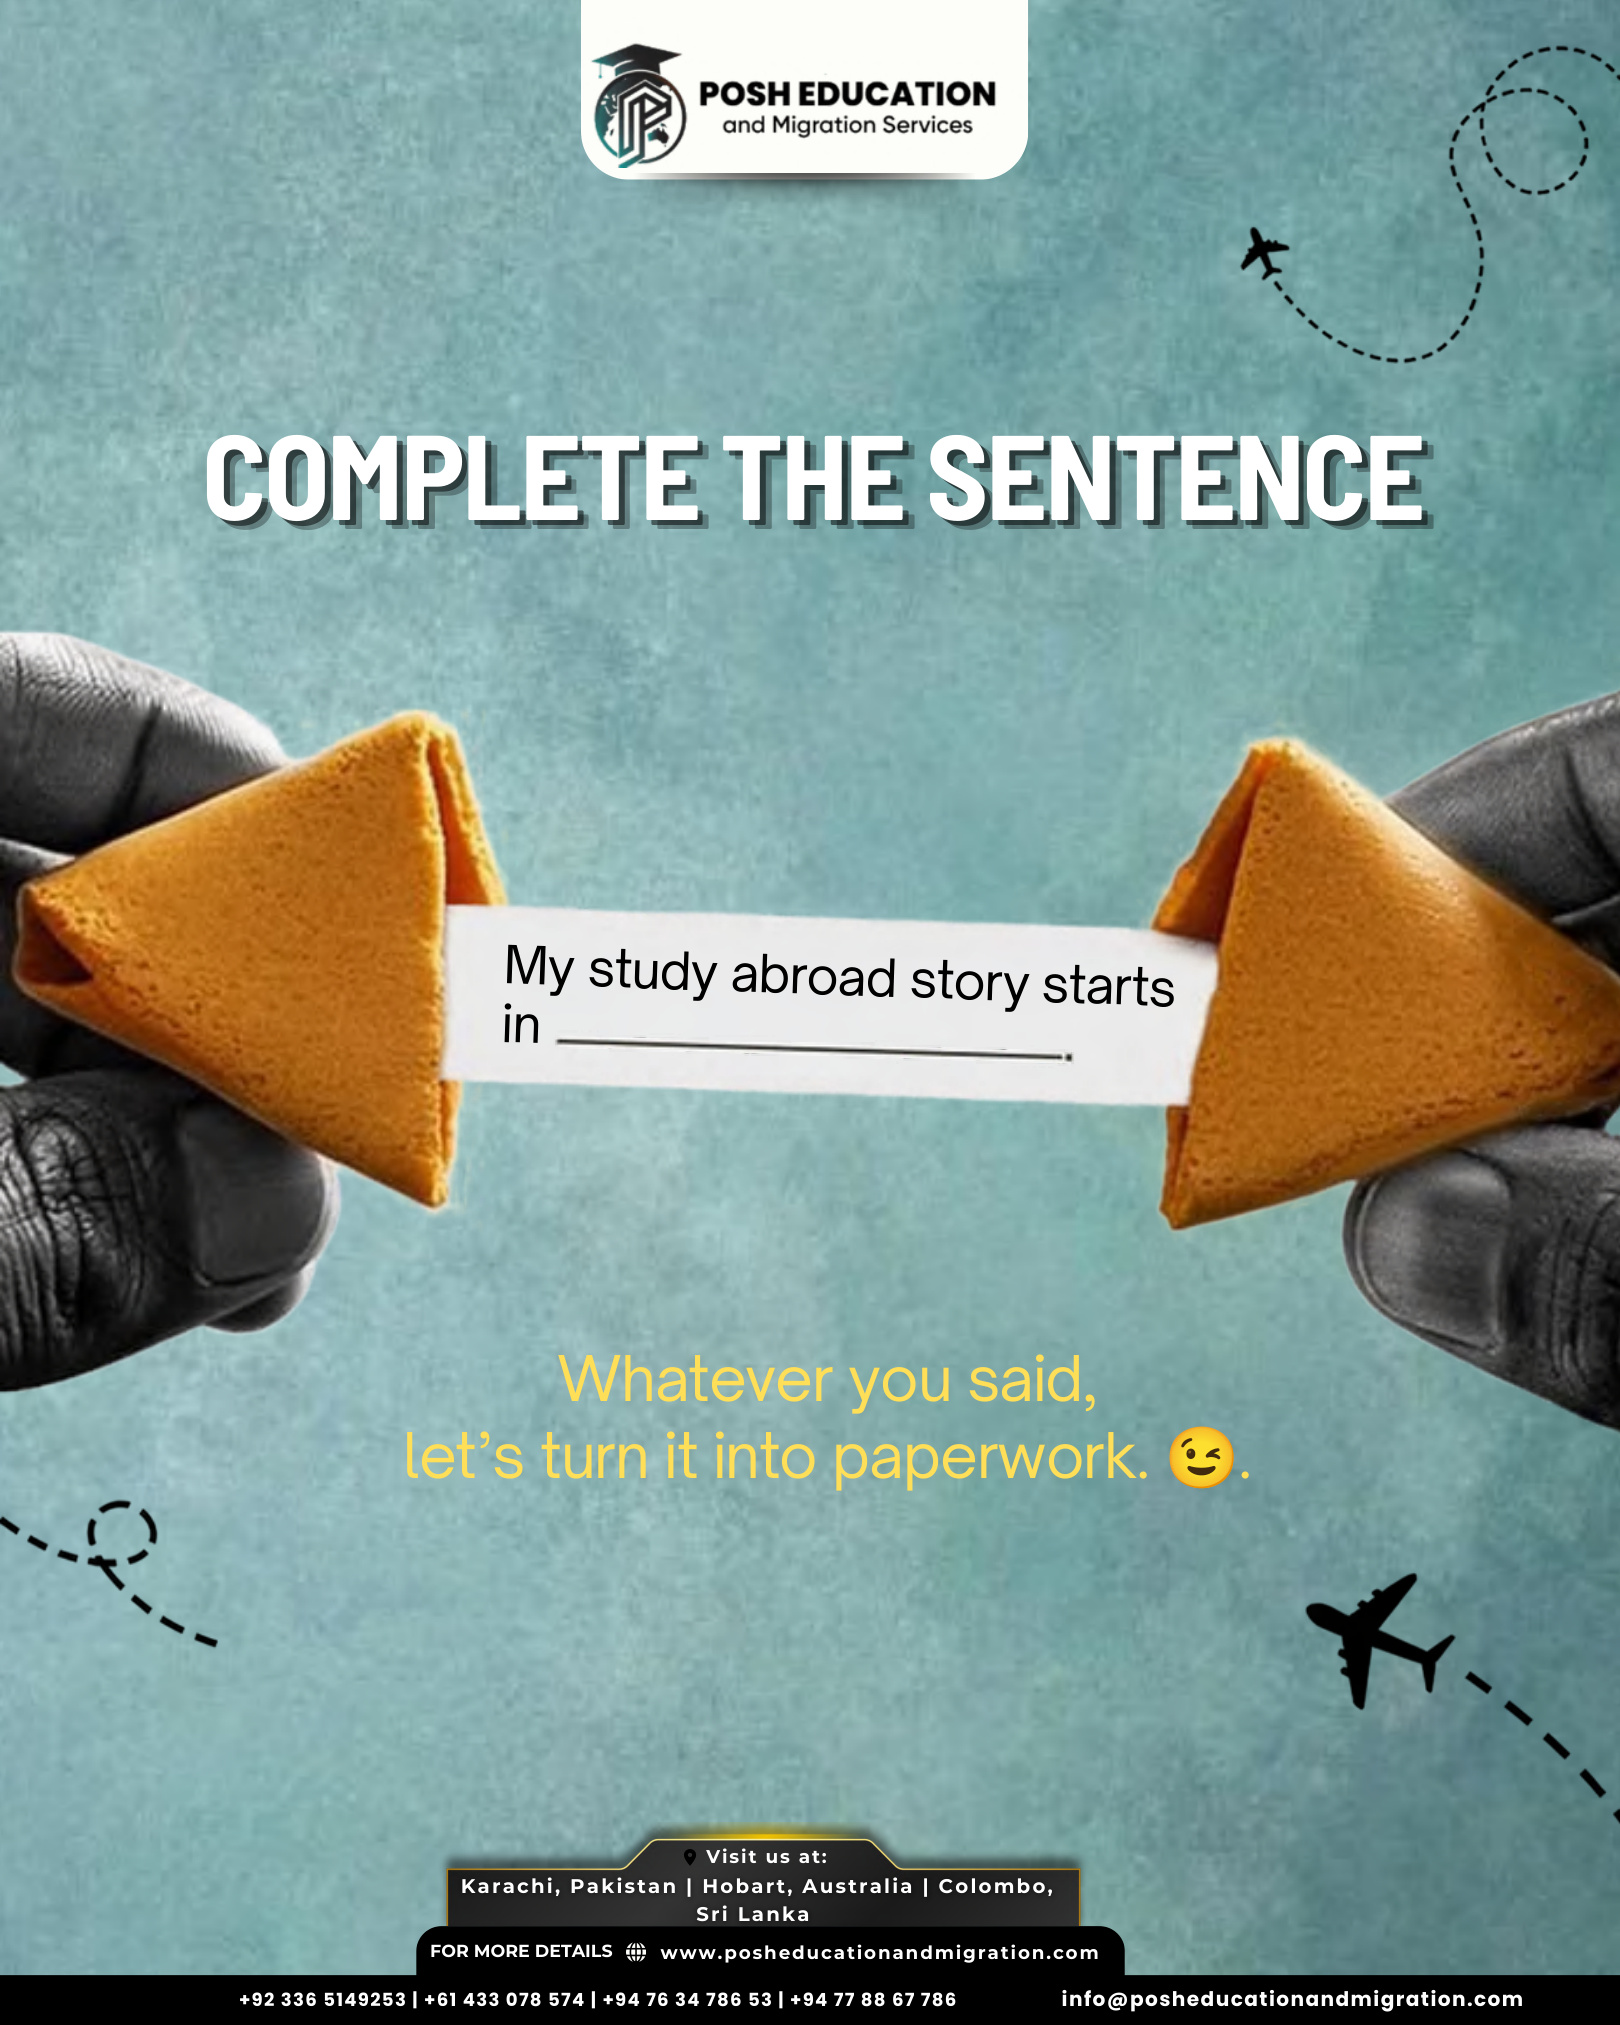 POSH EDUCATION
and Migration Services
COMPLETE THE SENTENCE
My study abroad story starts
in ____________________.
Whatever you said,
let’s turn it into paperwork. 😉.
Visit us at:
Karachi, Pakistan | Hobart, Australia | Colombo,
Sri Lanka
FOR MORE DETAILS www.posheducationandmigration.com
+92 336 5149253 | +61 433 078 574 | +94 76 34 786 53 | +94 77 88 67 786 info@posheducationandmigration.com